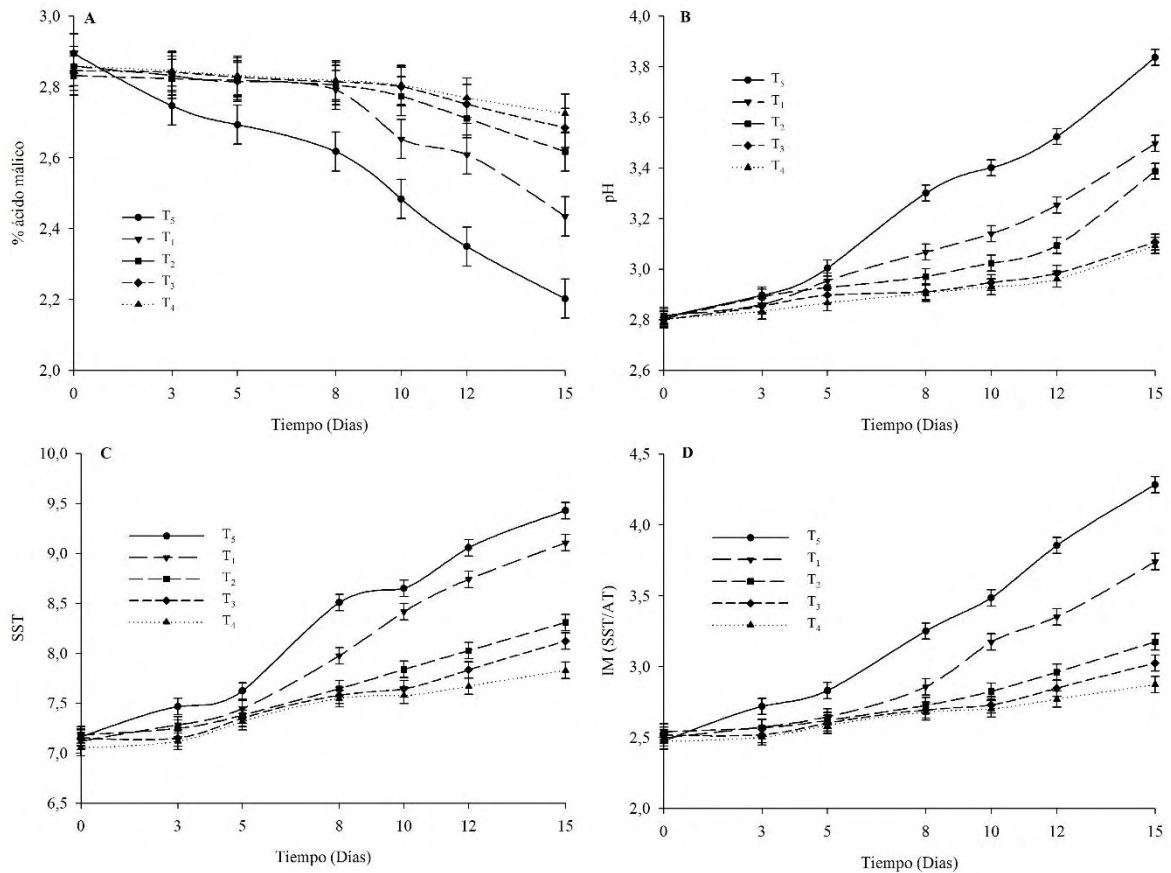 A
3,0
2,8
2,6
2,4
2,2
2,0
% ácido málico
T5
T1
T2
T3
T4
0 3 5 8 10 12 15
Tiempo (Dias)
B
4,0
3,8
3,6
3,4
3,2
3,0
2,8
2,6
pH
T5
T1
T2
T3
T4
0 3 5 8 10 12 15
Tiempo (Dias)
C
10,0
9,5
9,0
8,5
8,0
7,5
7,0
6,5
SST
T5
T1
T2
T3
T4
0 3 5 8 10 12 15
Tiempo (Dias)
D
4,5
4,0
3,5
3,0
2,5
2,0
IM (SST/AT)
T5
T1
T2
T3
T4
0 3 5 8 10 12 15
Tiempo (Dias)